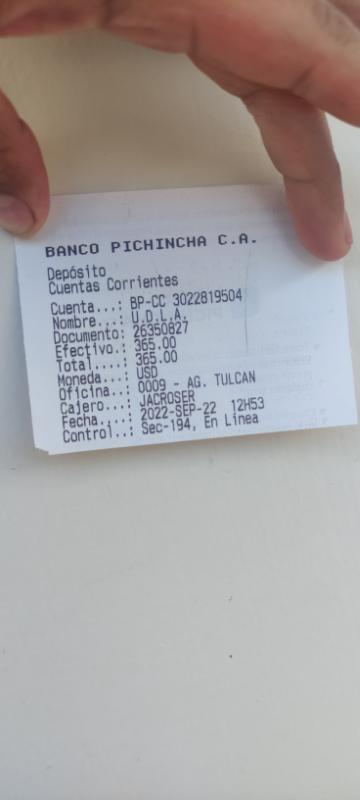 BANCO PICHINCHA C.A.
Depósito
Cuentas Corrientes
Cuenta...: BP-CC 3022819504
Nombre...: U.D.L.A.
Documento: 26350827
Efectivo.: 365.00
Total....: 365.00
Moneda...: USD
Oficina..: 0009 - AG. TULCAN
Cajero...: JACROSER
Fecha....: 2022-SEP-22 12H53
Control..: Sec-194, En Línea